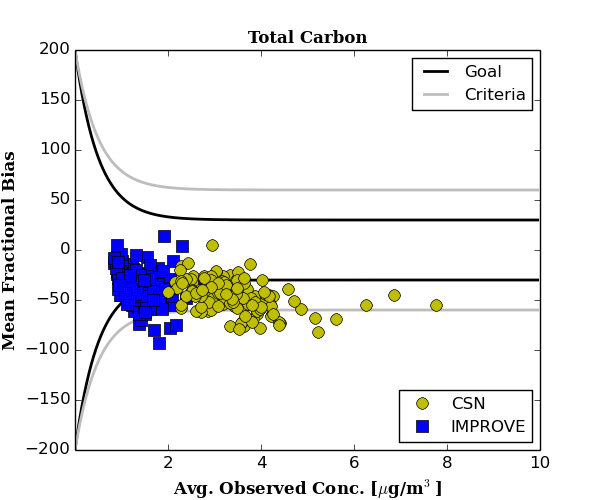 Total Carbon
Mean Fractional Bias
200
150
100
50
0
−50
−100
−150
−200
Goal
Criteria
CSN
IMPROVE
2
4
6
8
10
Avg. Observed Conc. [μg/m³ ]